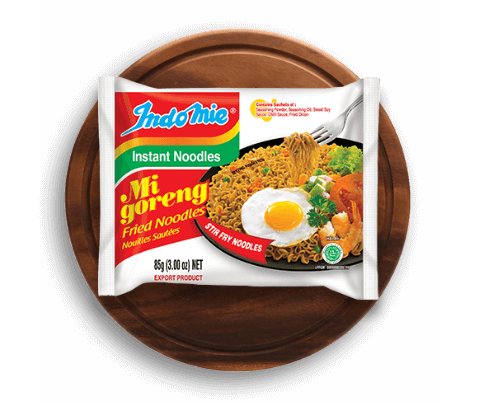 Indomie®
Contains Sachets of :
Seasoning Powder, Seasoning Oil, Sweet Soy
Sauce, Chili Sauce, Fried Onion
Instant Noodles
Mi
goreng
Fried Noodles
Nouilles Sautées
STIR FRY NOODLES
85g (3.00 oz) NET
EXPORT PRODUCT